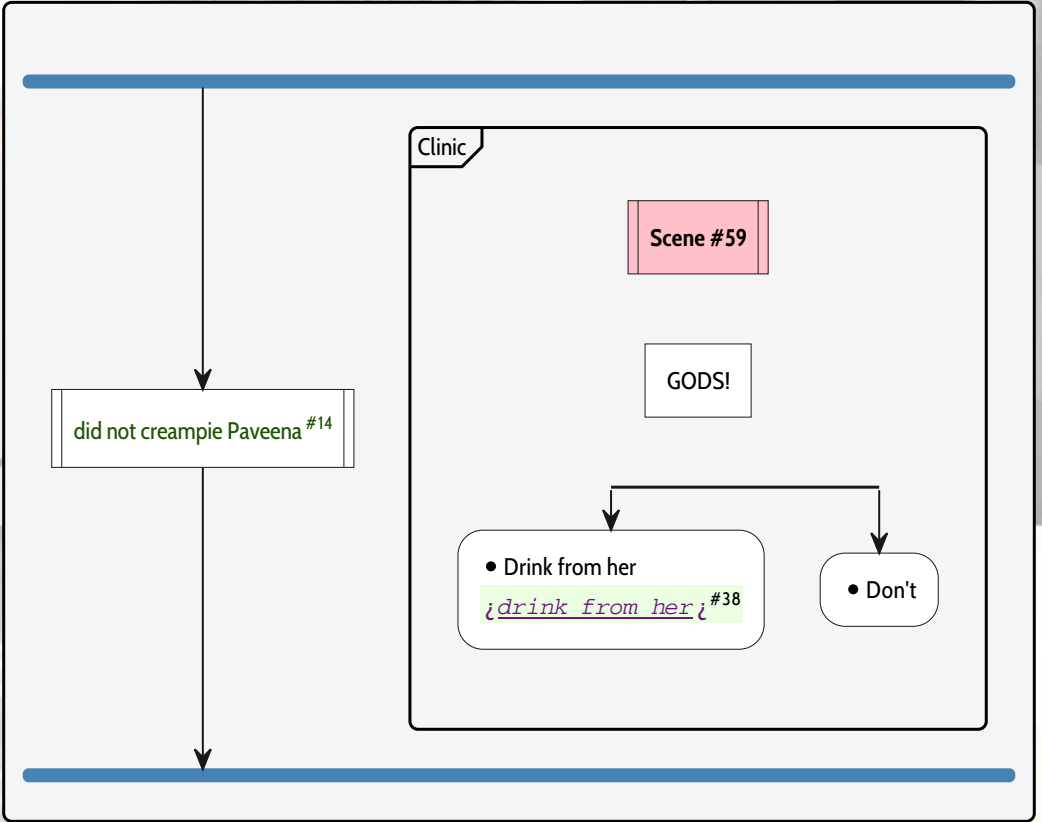 Clinic
Scene #59
GODS!
did not creampie Paveena #14
• Drink from her
¿drink from her¿#38
• Don't